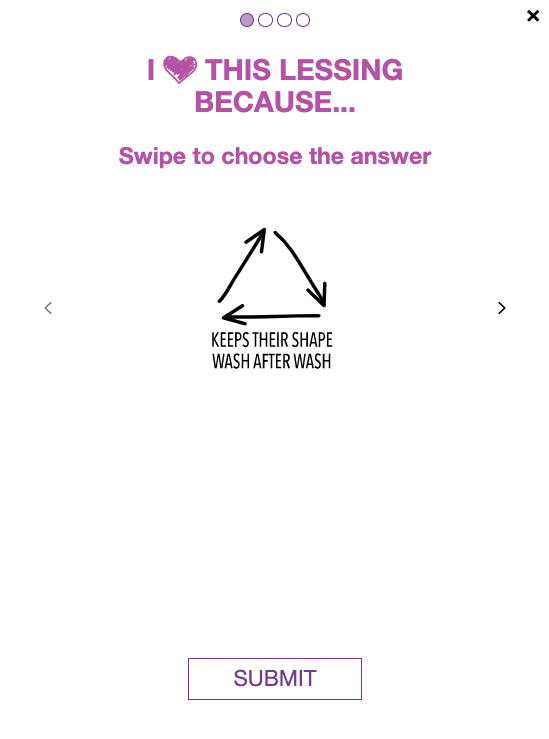 I THIS LESSING
BECAUSE...
Swipe to choose the answer
KEEPS THEIR SHAPE
WASH AFTER WASH
SUBMIT